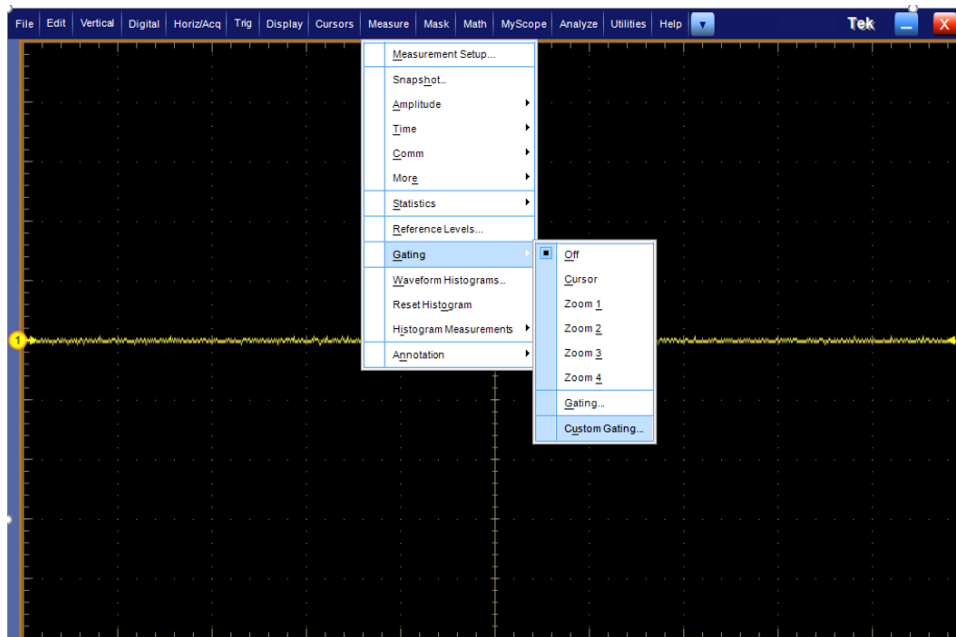 File Edit Vertical Digital Horiz/Acq Trig Display Cursors Measure Mask Math MyScope Analyze Utilities Help Tek X
Measurement Setup...
Snapshot...
Amplitude
Time
Comm
More
Statistics
Reference Levels...
Gating
Waveform Histograms...
Reset Histogram
Histogram Measurements
Annotation
Off
Cursor
Zoom 1
Zoom 2
Zoom 3
Zoom 4
Gating...
Custom Gating...
1